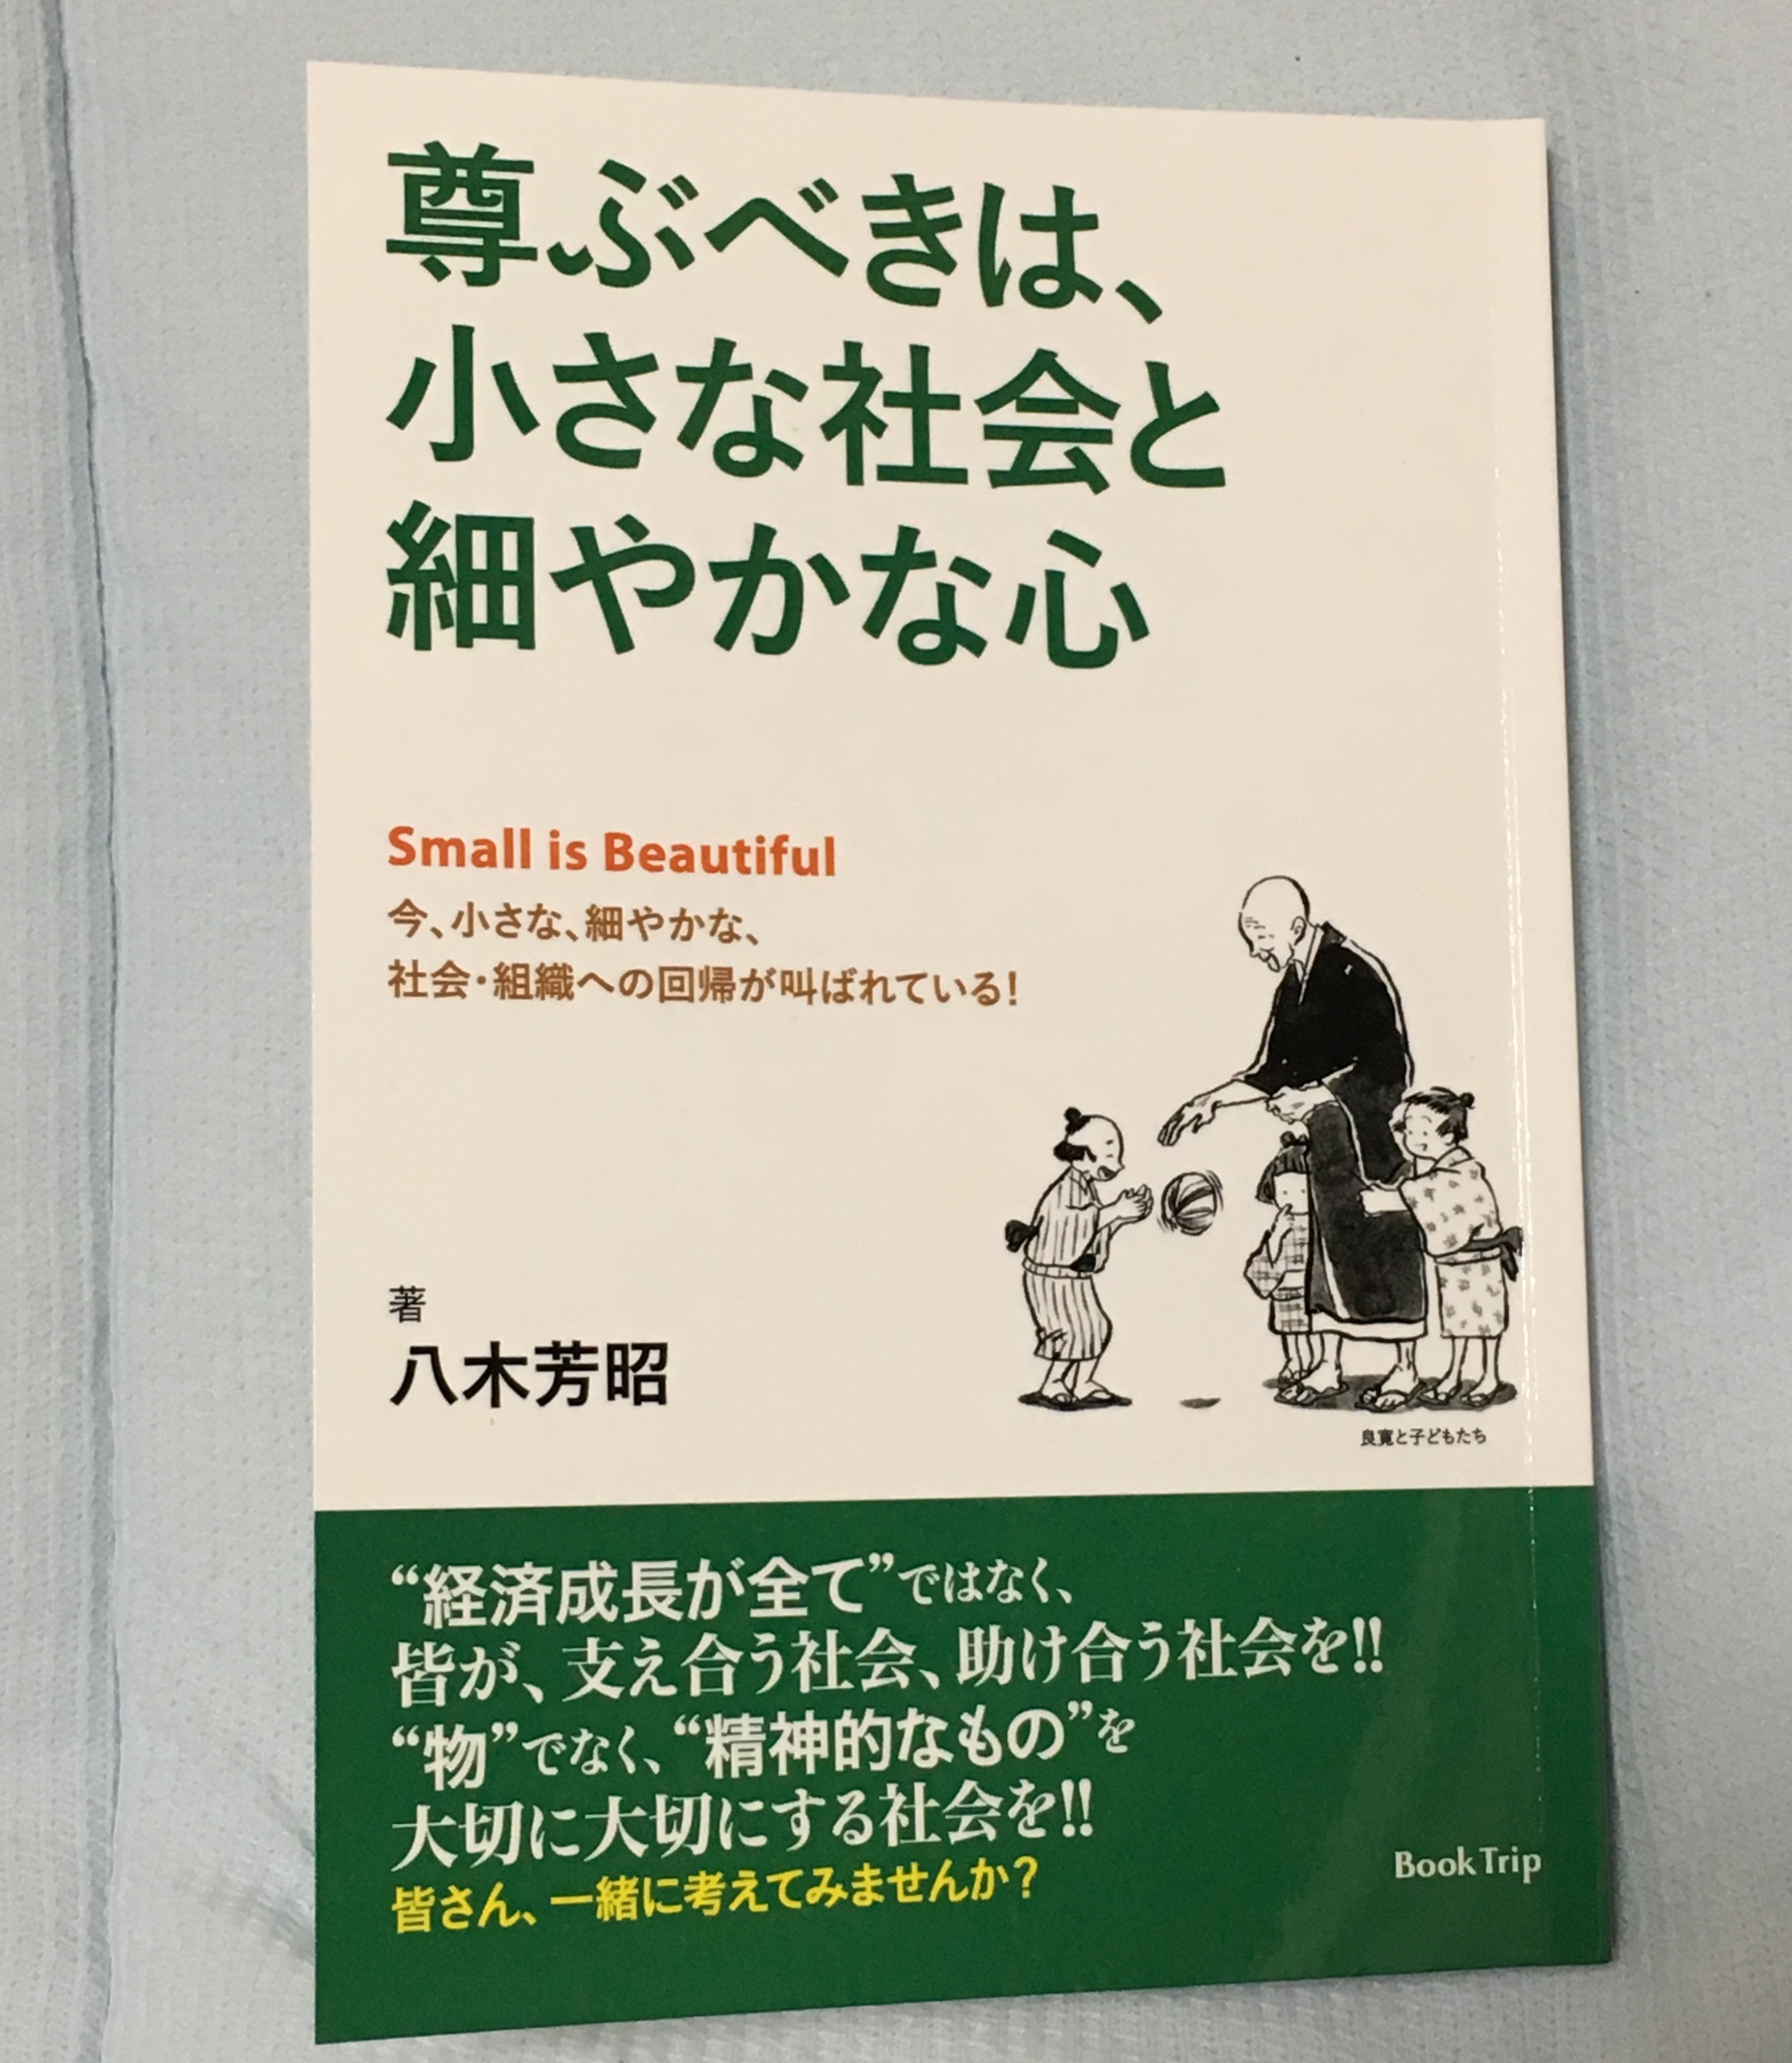 尊ぶべきは、
小さな社会と
細やかな心
Small is Beautiful
今、小さな、細やかな、
社会・組織への回帰が叫ばれている!
著
八木芳昭
良寛と子どもたち
“経済成長が全て”ではなく、
皆が、支え合う社会、助け合う社会を!!
“物”でなく、“精神的なもの”を
大切に大切にする社会を!!
皆さん、一緒に考えてみませんか?
Book Trip